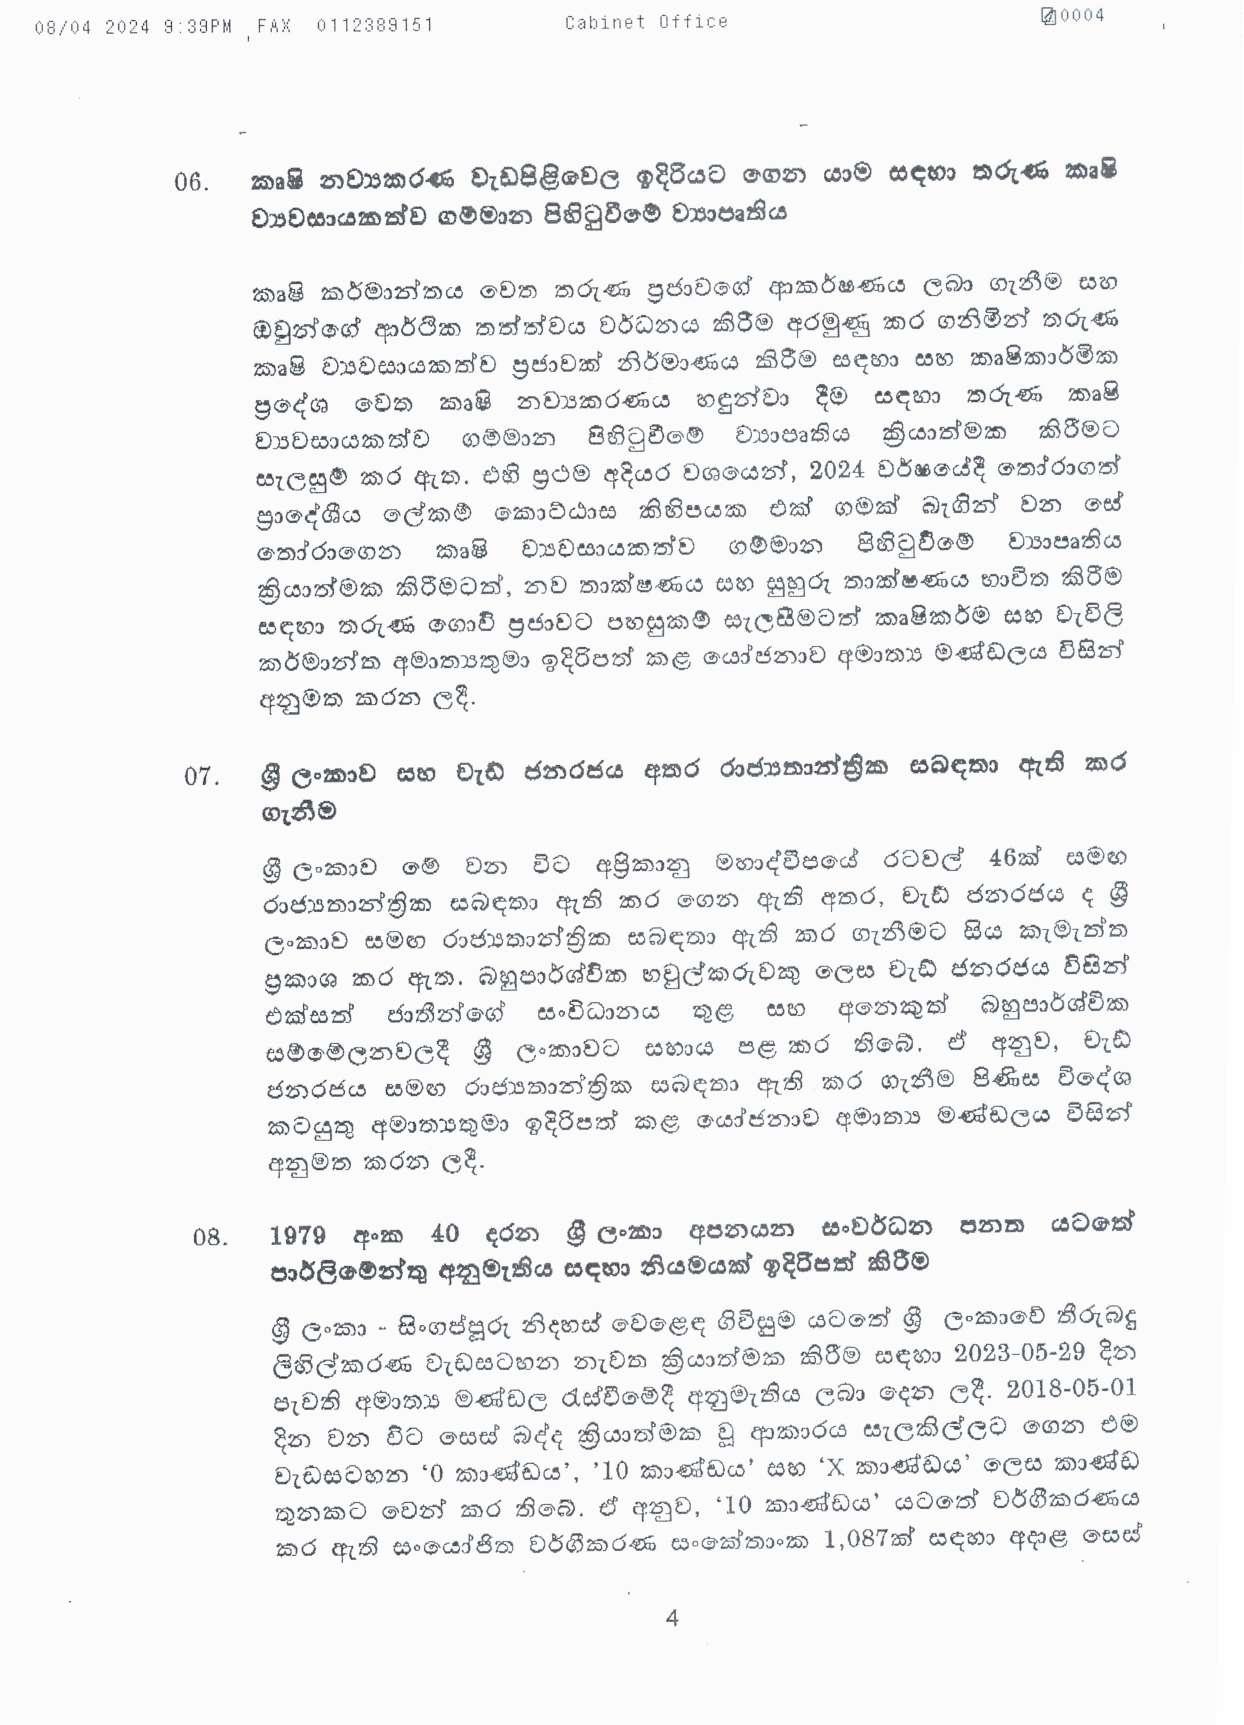 08/04 2024 9:39PM FAX 0112389151 Cabinet Office 0004
06. කෘෂි නව්‍යකරණ වැඩපිළිවෙල ඉදිරියට ගෙන යාම සඳහා තරුණ කෘෂි
ව්‍යවසායකත්ව ගම්මාන පිහිටුවීමේ ව්‍යාපෘතිය
කෘෂි කර්මාන්තය වෙත තරුණ ප්‍රජාවගේ ආකර්ෂණය ලබා ගැනීම සහ
ඔවුන්ගේ ආර්ථික තත්ත්වය වර්ධනය කිරීම අරමුණු කර ගනිමින් තරුණ
කෘෂි ව්‍යවසායකත්ව ප්‍රජාවක් නිර්මාණය කිරීම සඳහා සහ කෘෂිකාර්මික
ප්‍රදේශ වෙත කෘෂි නව්‍යකරණය හඳුන්වා දීම සඳහා තරුණ කෘෂි
ව්‍යවසායකත්ව ගම්මාන පිහිටුවීමේ ව්‍යාපෘතිය ක්‍රියාත්මක කිරීමට
සැලසුම් කර ඇත. එහි ප්‍රථම අදියර වශයෙන්, 2024 වර්ෂයේදී තෝරාගත්
ප්‍රාදේශීය ලේකම් කොට්ඨාස කිහිපයක එක් ගමක් බැගින් වන සේ
තෝරාගෙන කෘෂි ව්‍යවසායකත්ව ගම්මාන පිහිටුවීමේ ව්‍යාපෘතිය
ක්‍රියාත්මක කිරීමටත්, නව තාක්ෂණය සහ සුහුරු තාක්ෂණය භාවිත කිරීම
සඳහා තරුණ ගොවි ප්‍රජාවට පහසුකම් සැලසීමටත් කෘෂිකර්ම සහ වැවිලි
කර්මාන්ත අමාත්‍යතුමා ඉදිරිපත් කළ යෝජනාව අමාත්‍ය මණ්ඩලය විසින්
අනුමත කරන ලදී.
07. ශ්‍රී ලංකාව සහ චැඩ් ජනරජය අතර රාජ්‍යතාන්ත්‍රික සබඳතා ඇති කර
ගැනීම
ශ්‍රී ලංකාව මේ වන විට අප්‍රිකානු මහාද්වීපයේ රටවල් 46ක් සමඟ
රාජ්‍යතාන්ත්‍රික සබඳතා ඇති කර ගෙන ඇති අතර, චැඩ් ජනරජය ද ශ්‍රී
ලංකාව සමඟ රාජ්‍යතාන්ත්‍රික සබඳතා ඇති කර ගැනීමට සිය කැමැත්ත
ප්‍රකාශ කර ඇත. බහුපාර්ශ්වික හවුල්කරුවකු ලෙස චැඩ් ජනරජය විසින්
එක්සත් ජාතීන්ගේ සංවිධානය තුළ සහ අනෙකුත් බහුපාර්ශ්වික
සම්මේලනවලදී ශ්‍රී ලංකාවට සහාය පළ කර තිබේ. ඒ අනුව, චැඩ්
ජනරජය සමඟ රාජ්‍යතාන්ත්‍රික සබඳතා ඇති කර ගැනීම පිණිස විදේශ
කටයුතු අමාත්‍යතුමා ඉදිරිපත් කළ යෝජනාව අමාත්‍ය මණ්ඩලය විසින්
අනුමත කරන ලදී.
08. 1979 අංක 40 දරන ශ්‍රී ලංකා අපනයන සංවර්ධන පනත යටතේ
පාර්ලිමේන්තු අනුමැතිය සඳහා නියමයක් ඉදිරිපත් කිරීම
ශ්‍රී ලංකා - සිංගප්පූරු නිදහස් වෙළෙඳ ගිවිසුම යටතේ ශ්‍රී ලංකාවේ තීරුබදු
ලිහිල්කරණ වැඩසටහන නැවත ක්‍රියාත්මක කිරීම සඳහා 2023-05-29 දින
පැවති අමාත්‍ය මණ්ඩල රැස්වීමේදී අනුමැතිය ලබා දෙන ලදී. 2018-05-01
දින වන විට සෙස් බද්ද ක්‍රියාත්මක වූ ආකාරය සැලකිල්ලට ගෙන එම
වැඩසටහන ‘0 කාණ්ඩය’, ’10 කාණ්ඩය’ සහ ‘X කාණ්ඩය’ ලෙස කාණ්ඩ
තුනකට වෙන් කර තිබේ. ඒ අනුව, ‘10 කාණ්ඩය’ යටතේ වර්ගීකරණය
කර ඇති සංයෝජිත වර්ගීකරණ සංකේතාංක 1,087ක් සඳහා අදාළ සෙස්
4